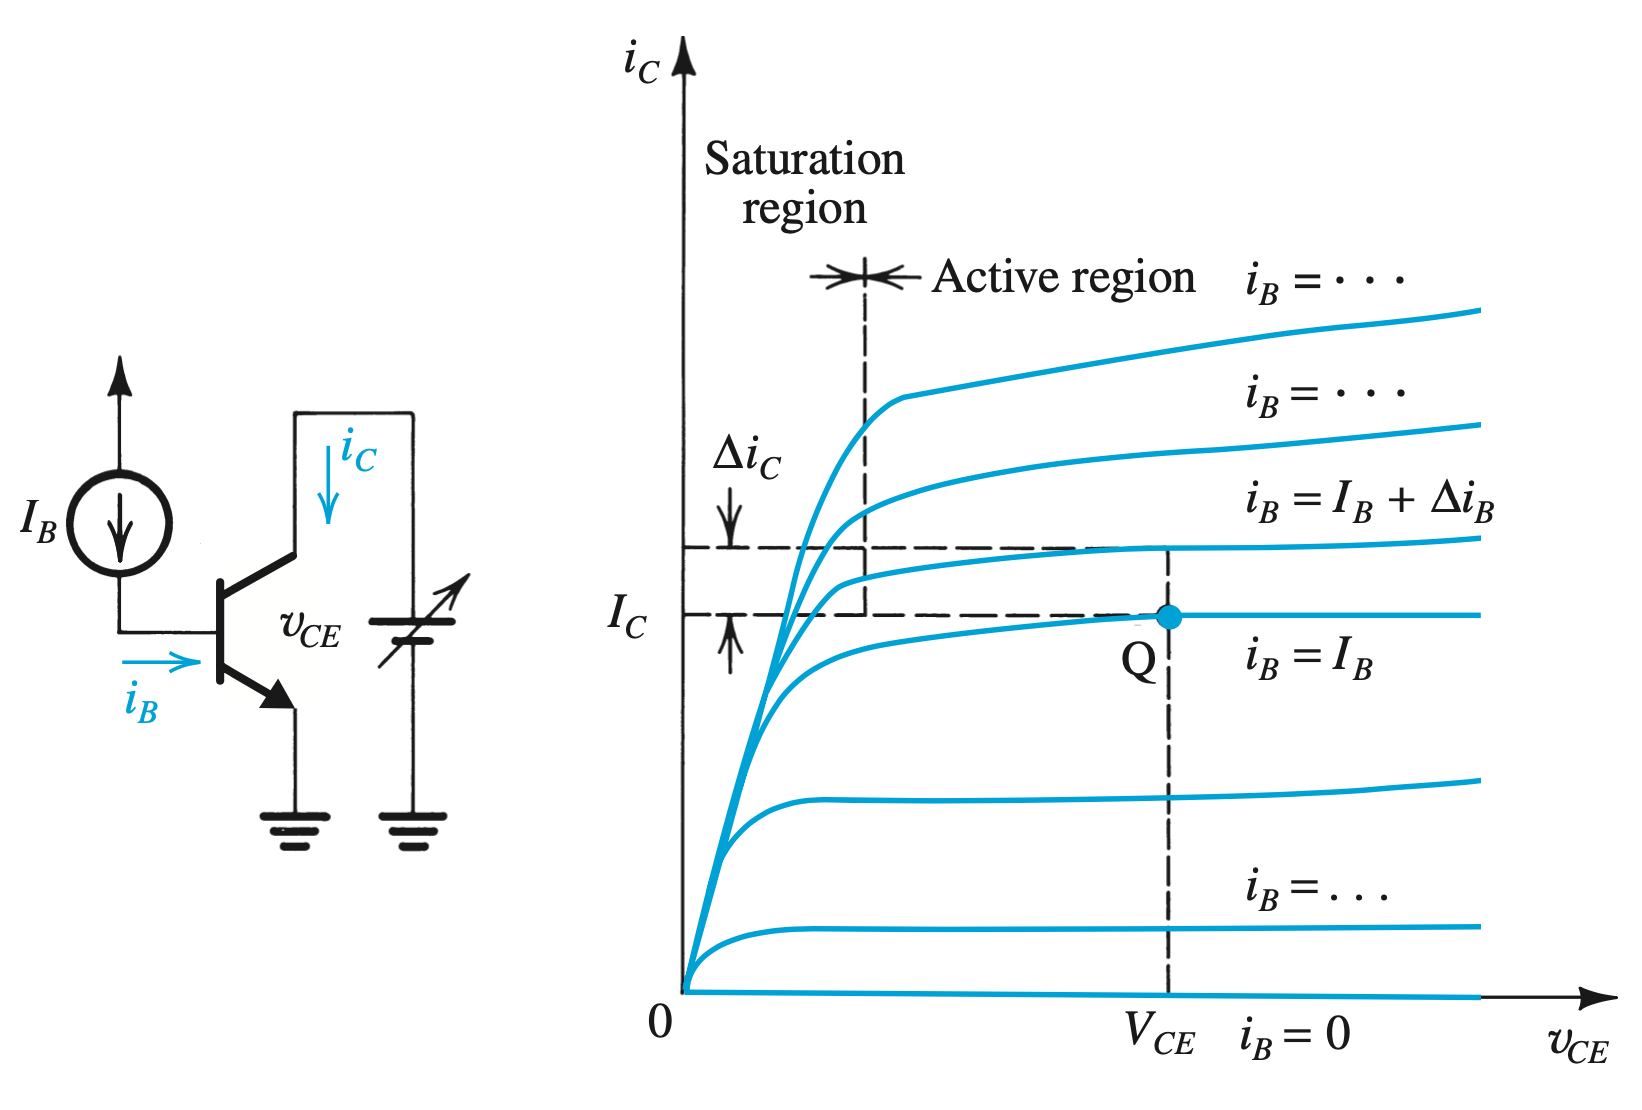 i_C
Saturation
region
Active region
i_B = · · ·
i_B = · · ·
Δi_C
i_B = I_B + Δi_B
I_C
Q
i_B = I_B
i_B = . . .
0
V_CE
i_B = 0
v_CE
i_C
I_B
v_CE
i_B